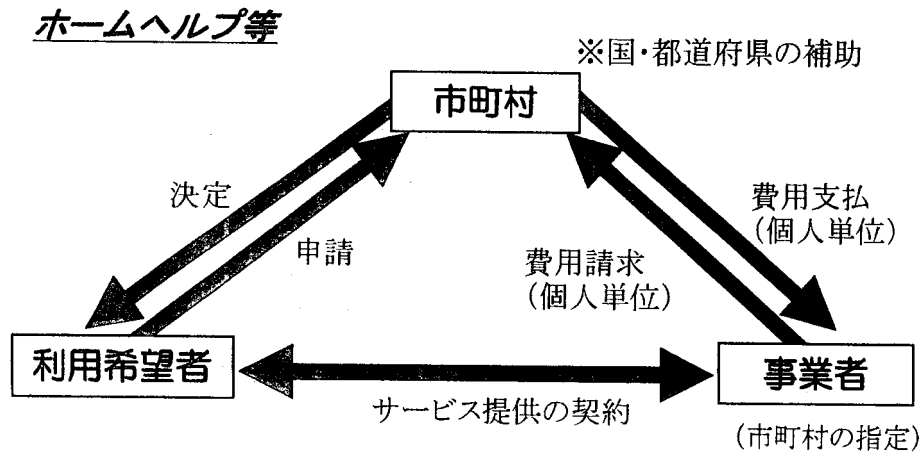 ホームヘルプ等
※国・都道府県の補助
市町村
決定
申請
費用支払
(個人単位)
費用請求
(個人単位)
利用希望者
サービス提供の契約
事業者
(市町村の指定)